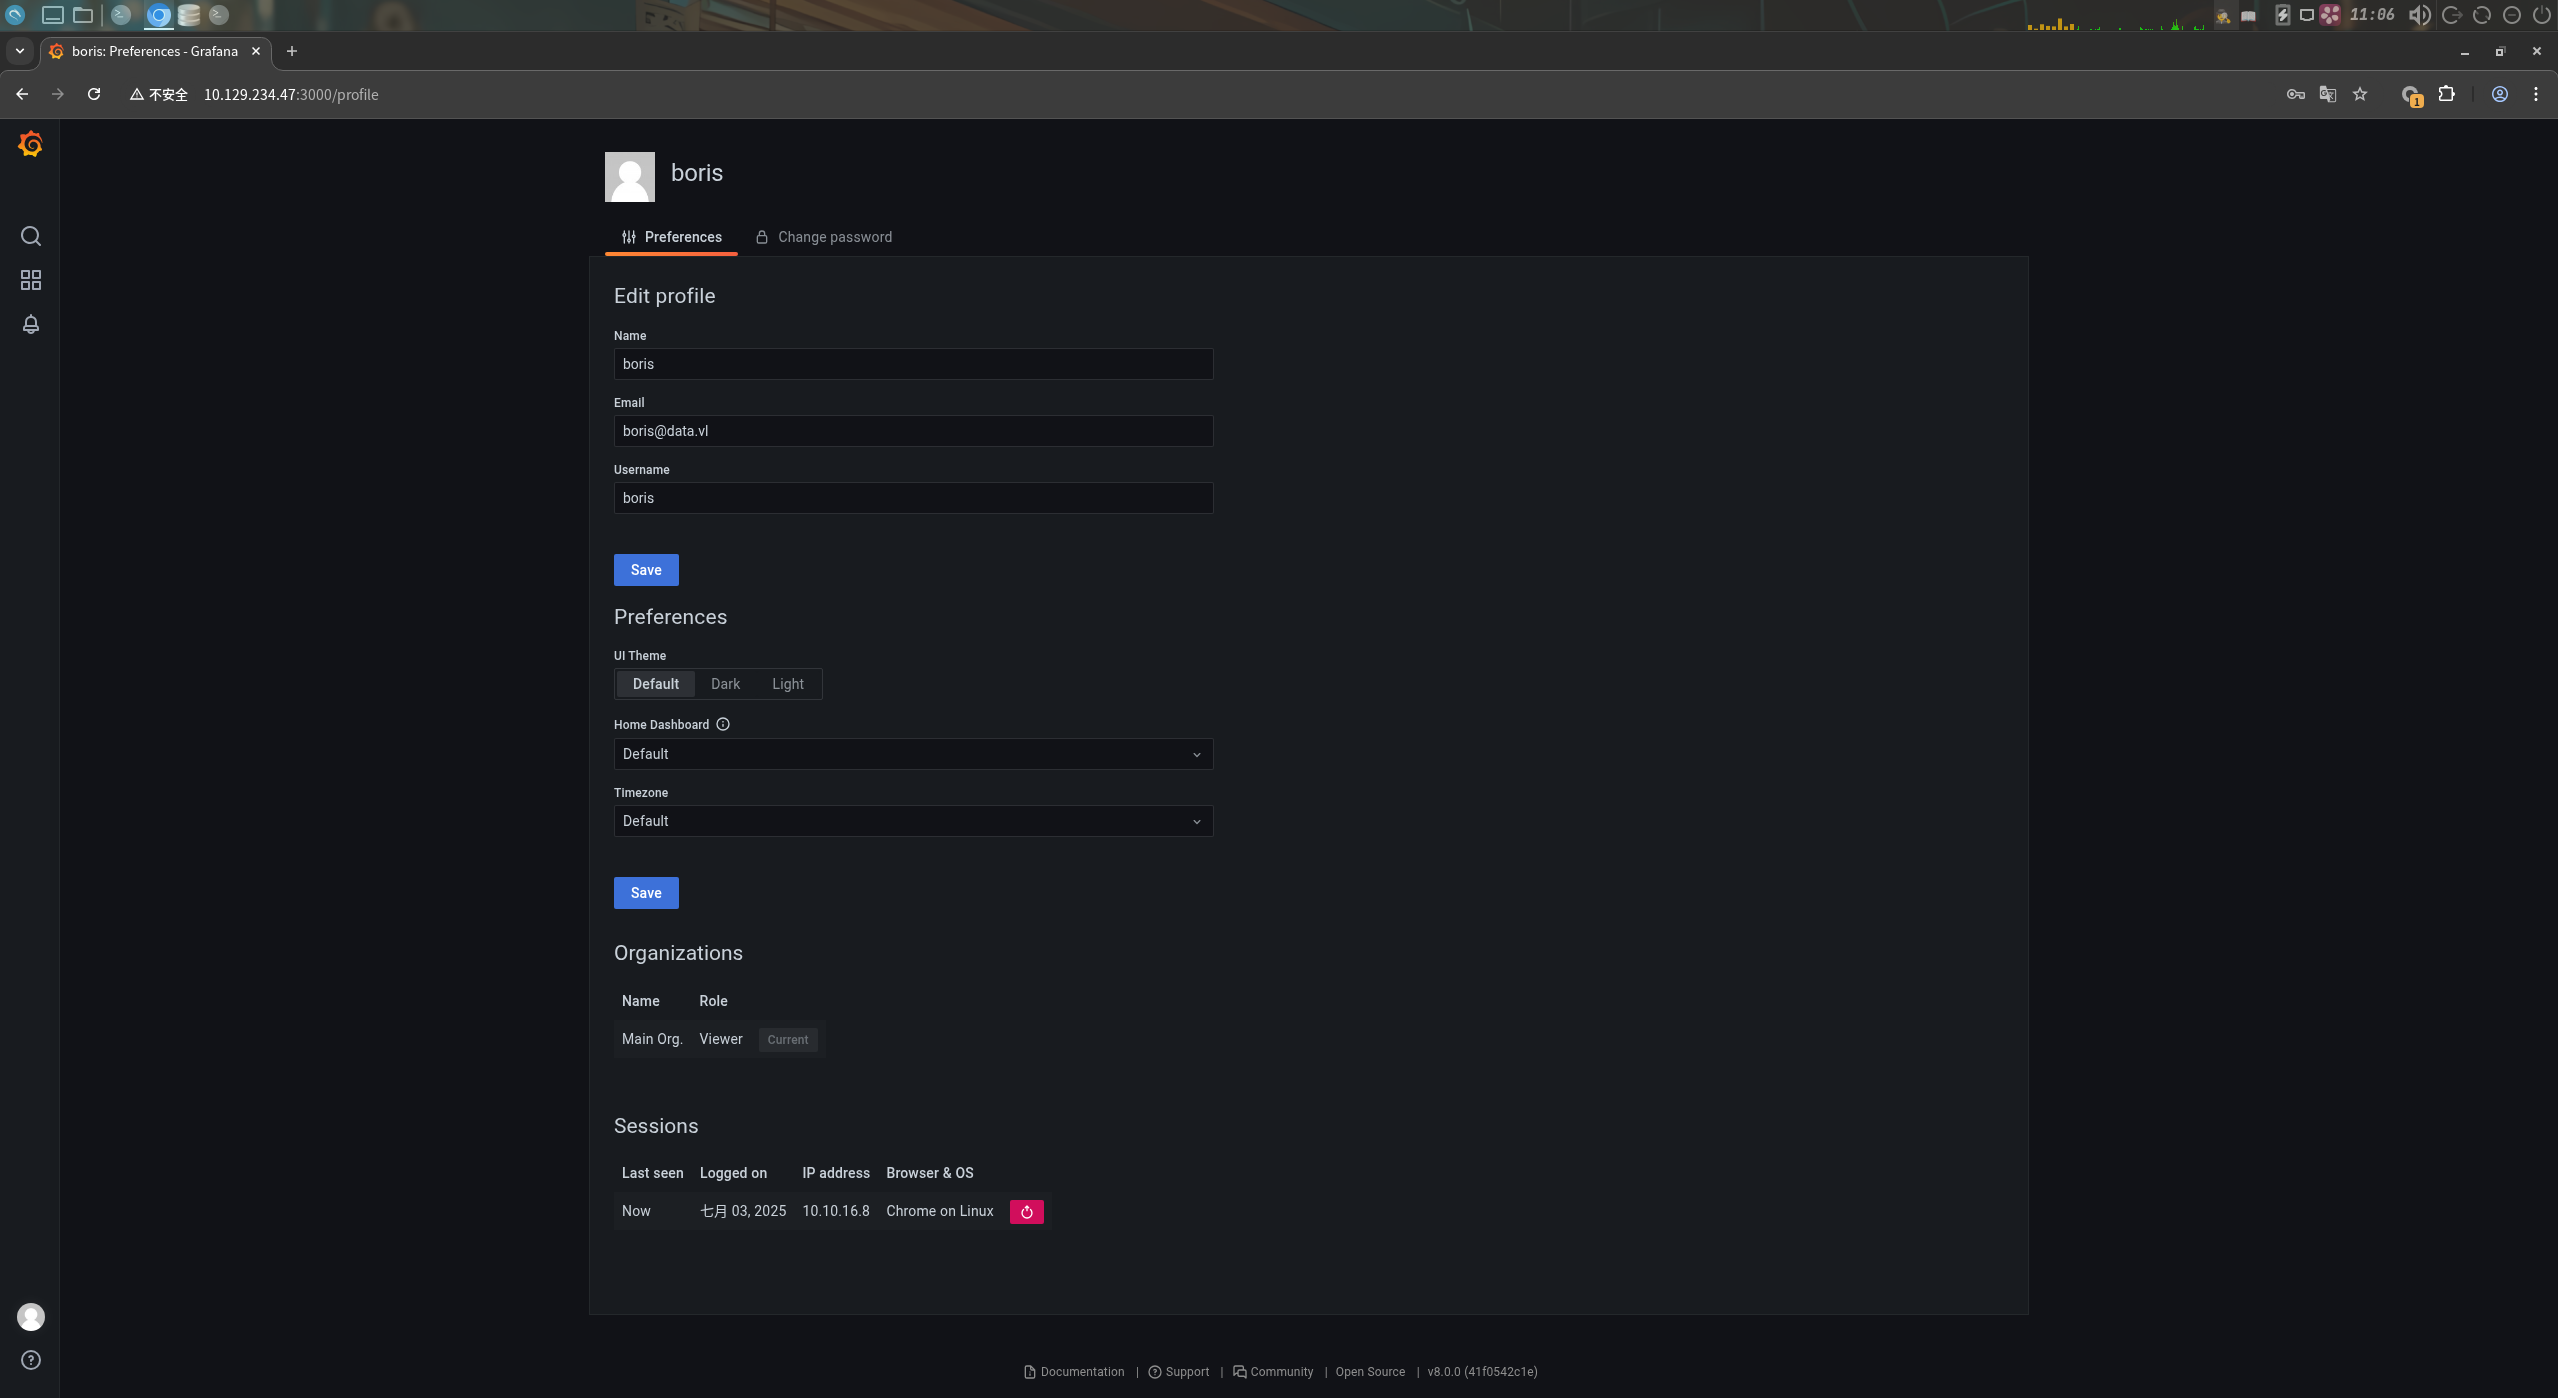 11:06
boris: Preferences - Grafana
不安全 10.129.234.47:3000/profile
1
boris
Preferences Change password
Edit profile
Name
boris
Email
boris@data.vl
Username
boris
Save
Preferences
UI Theme
Default Dark Light
Home Dashboard
Default
TImezone
Default
Save
Organizations
Name Role
Main Org. Viewer Current
Sessions
Last seen Logged on IP address Browser & OS
Now 七月 03, 2025 10.10.16.8 Chrome on Linux
Documentation | Support | Community | Open Source | v8.0.0 (41f0542c1e)